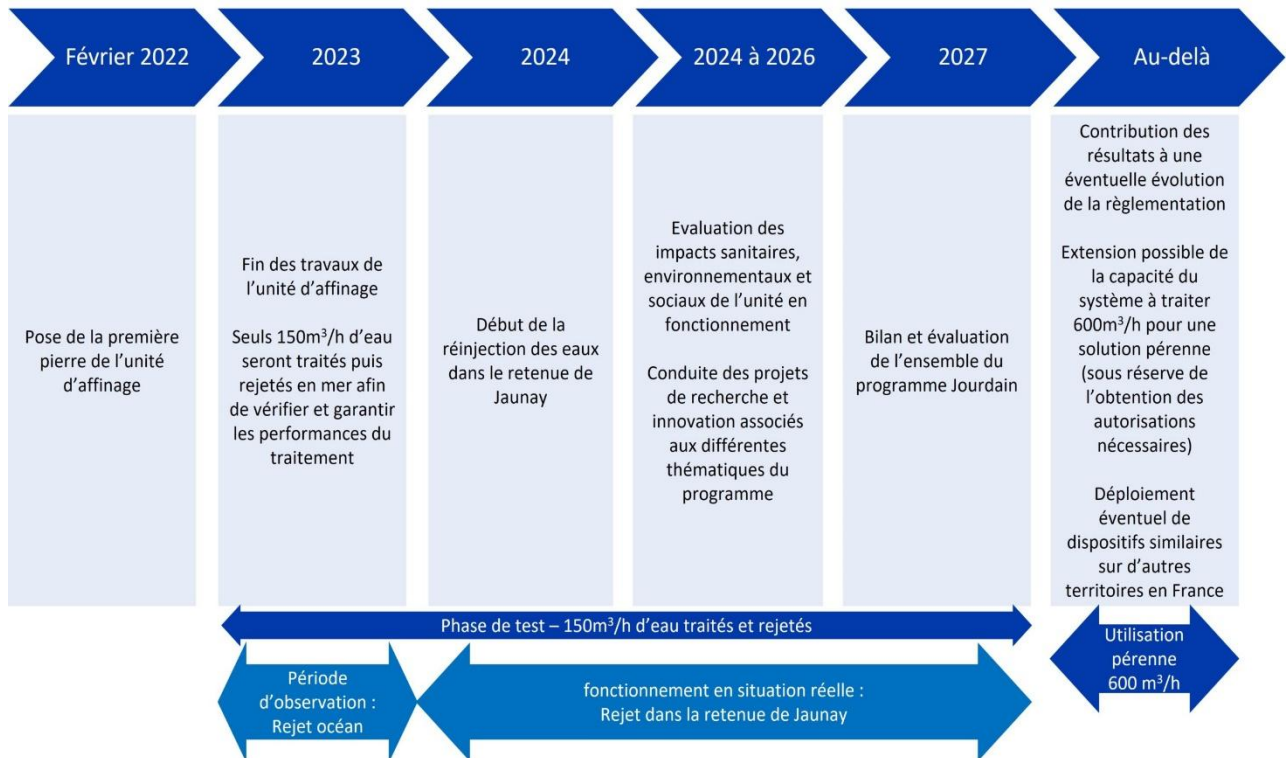 Février 2022
2023
2024
2024 à 2026
2027
Au-delà
Pose de la première
pierre de l'unité
d'affinage
Fin des travaux de
l'unité d'affinage
Seuls 150m³/h d'eau
seront traités puis
rejetés en mer afin
de vérifier et garantir
les performances du
traitement
Début de la
réinjection des eaux
dans le retenue de
Jaunay
Evaluation des
impacts sanitaires,
environnementaux et
sociaux de l'unité en
fonctionnement
Conduite des projets
de recherche et
innovation associés
aux différentes
thématiques du
programme
Bilan et évaluation
de l'ensemble du
programme Jourdain
Contribution des
résultats à une
éventuelle évolution
de la règlementation
Extension possible de
la capacité du
système à traiter
600m³/h pour une
solution pérenne
(sous réserve de
l'obtention des
autorisations
nécessaires)
Déploiement
éventuel de
dispositifs similaires
sur d'autres
territoires en France
Phase de test – 150m³/h d'eau traités et rejetés
Période
d'observation :
Rejet océan
fonctionnement en situation réelle :
Rejet dans la retenue de Jaunay
Utilisation
pérenne
600 m³/h